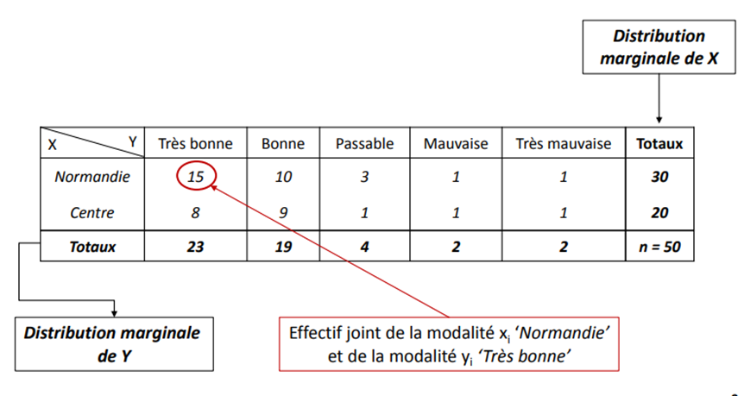 Distribution
marginale de X
X Y Très bonne Bonne Passable Mauvaise Très mauvaise Totaux
Normandie 15 10 3 1 1 30
Centre 8 9 1 1 1 20
Totaux 23 19 4 2 2 n = 50
Distribution marginale
de Y
Effectif joint de la modalité xi ‘Normandie’
et de la modalité yi ‘Très bonne’